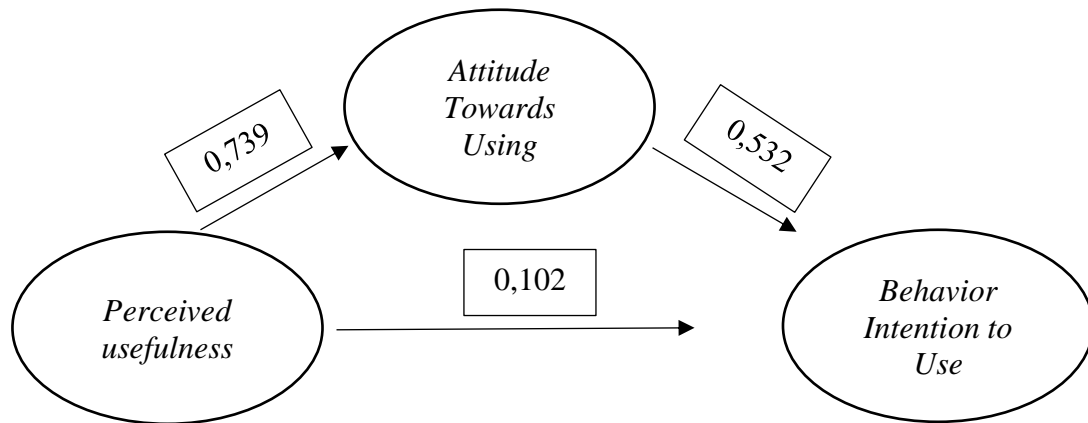 Attitude
Towards
Using
0,739
0,532
0,102
Perceived
usefulness
Behavior
Intention to
Use